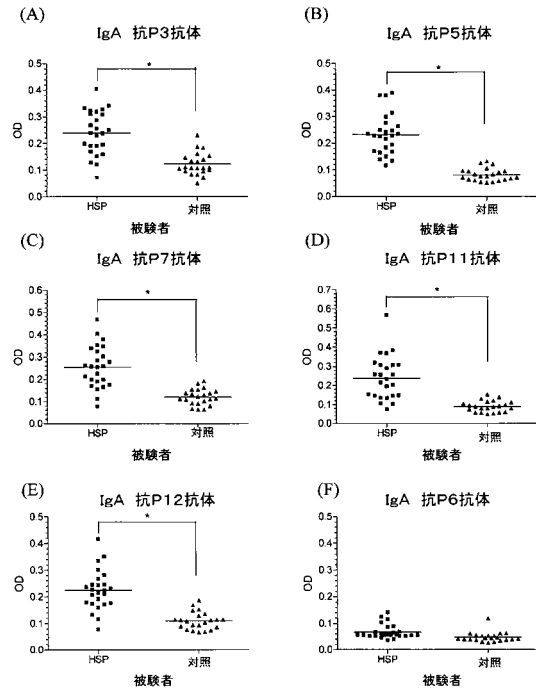 (A)
IgA 抗P3抗体
*
0.5
0.4
0.3
0.2
0.1
0.0
OD
HSP
対照
被験者
(B)
IgA 抗P5抗体
*
0.5
0.4
0.3
0.2
0.1
0.0
OD
HSP
対照
被験者
(C)
IgA 抗P7抗体
*
0.6
0.5
0.4
0.3
0.2
0.1
0.0
OD
HSP
対照
被験者
(D)
IgA 抗P11抗体
*
0.7
0.6
0.5
0.4
0.3
0.2
0.1
0.0
OD
HSP
対照
被験者
(E)
IgA 抗P12抗体
*
0.5
0.4
0.3
0.2
0.1
0.0
OD
HSP
対照
被験者
(F)
IgA 抗P6抗体
0.5
0.4
0.3
0.2
0.1
0.0
OD
HSP
対照
被験者